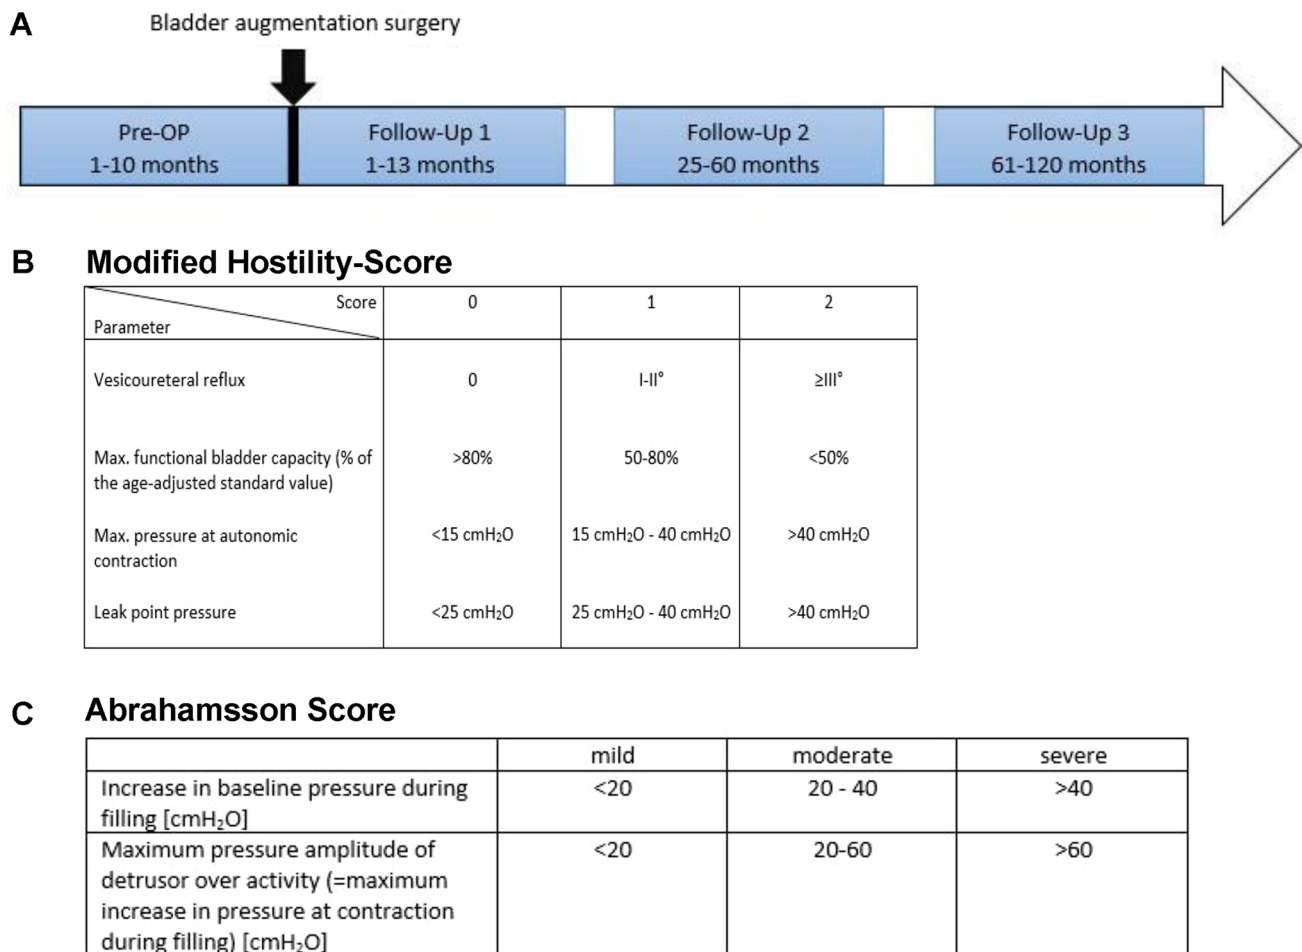 A
Bladder augmentation surgery
Pre-OP
1-10 months
Follow-Up 1
1-13 months
Follow-Up 2
25-60 months
Follow-Up 3
61-120 months
B Modified Hostility-Score
Score 0 1 2
Parameter
Vesicoureteral reflux 0 I-II° ≥III°
Max. functional bladder capacity (% of >80% 50-80% <50%
the age-adjusted standard value)
Max. pressure at autonomic <15 cmH₂O 15 cmH₂O - 40 cmH₂O >40 cmH₂O
contraction
Leak point pressure <25 cmH₂O 25 cmH₂O - 40 cmH₂O >40 cmH₂O
C Abrahamsson Score
mild moderate severe
Increase in baseline pressure during <20 20 - 40 >40
filling [cmH₂O]
Maximum pressure amplitude of <20 20-60 >60
detrusor over activity (=maximum
increase in pressure at contraction
during filling) [cmH₂O]